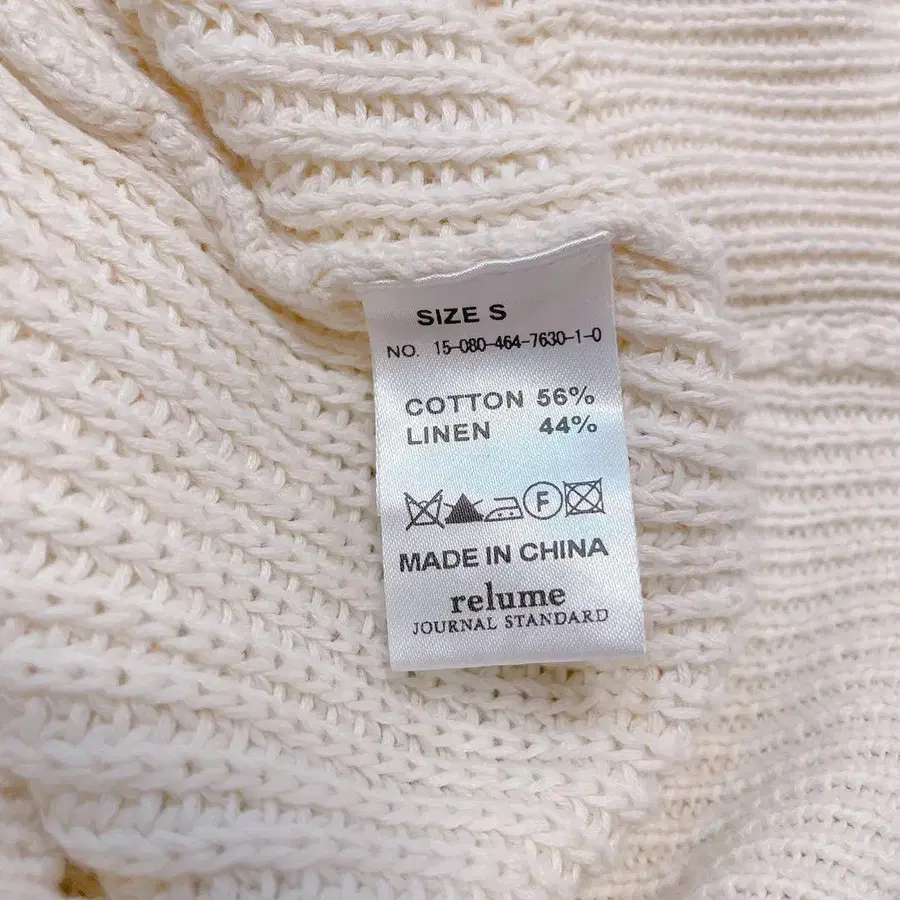 SIZE S
NO. 15-080-464-7630-1-0
COTTON 56%
LINEN 44%
F
MADE IN CHINA
relume
JOURNAL STANDARD